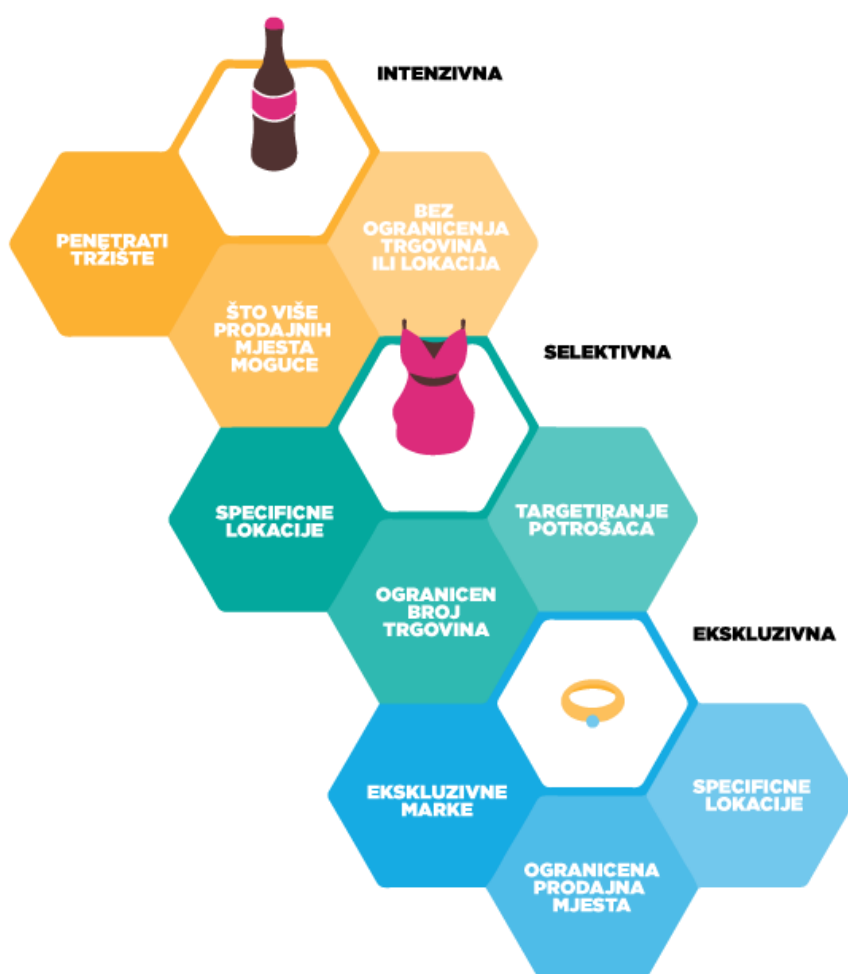 INTENZIVNA
PENETRATI
TRŽIŠTE
BEZ
OGRANICENJA
TRGOVINA
ILI LOKACIJA
ŠTO VIŠE
PRODAJNIH
MJESTA
MOGUCE
SELEKTIVNA
SPECIFICNE
LOKACIJE
TARGETIRANJE
POTROŠACA
OGRANICEN
BROJ
TRGOVINA
EKSKLUZIVNA
EKSKLUZIVNE
MARKE
SPECIFICNE
LOKACIJE
OGRANICENA
PRODAJNA
MJESTA